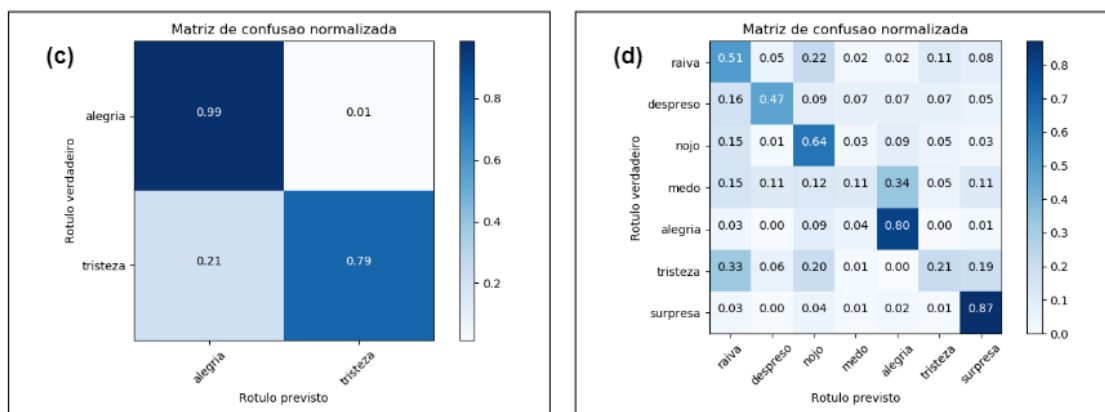 (c)
Matriz de confusao normalizada
Rotulo verdadeiro
alegria
0.99 0.01
tristeza
0.21 0.79
alegria tristeza
Rotulo previsto
0.8
0.6
0.4
0.2
(d)
Matriz de confusao normalizada
Rotulo verdadeiro
raiva 0.51 0.05 0.22 0.02 0.02 0.11 0.08
despreso 0.16 0.47 0.09 0.07 0.07 0.07 0.05
nojo 0.15 0.01 0.64 0.03 0.09 0.05 0.03
medo 0.15 0.11 0.12 0.11 0.34 0.05 0.11
alegria 0.03 0.00 0.09 0.04 0.80 0.00 0.01
tristeza 0.33 0.06 0.20 0.01 0.00 0.21 0.19
surpresa 0.03 0.00 0.04 0.01 0.02 0.01 0.87
raiva despreso nojo medo alegria tristeza surpresa
Rotulo previsto
0.8
0.7
0.6
0.5
0.4
0.3
0.2
0.1
0.0